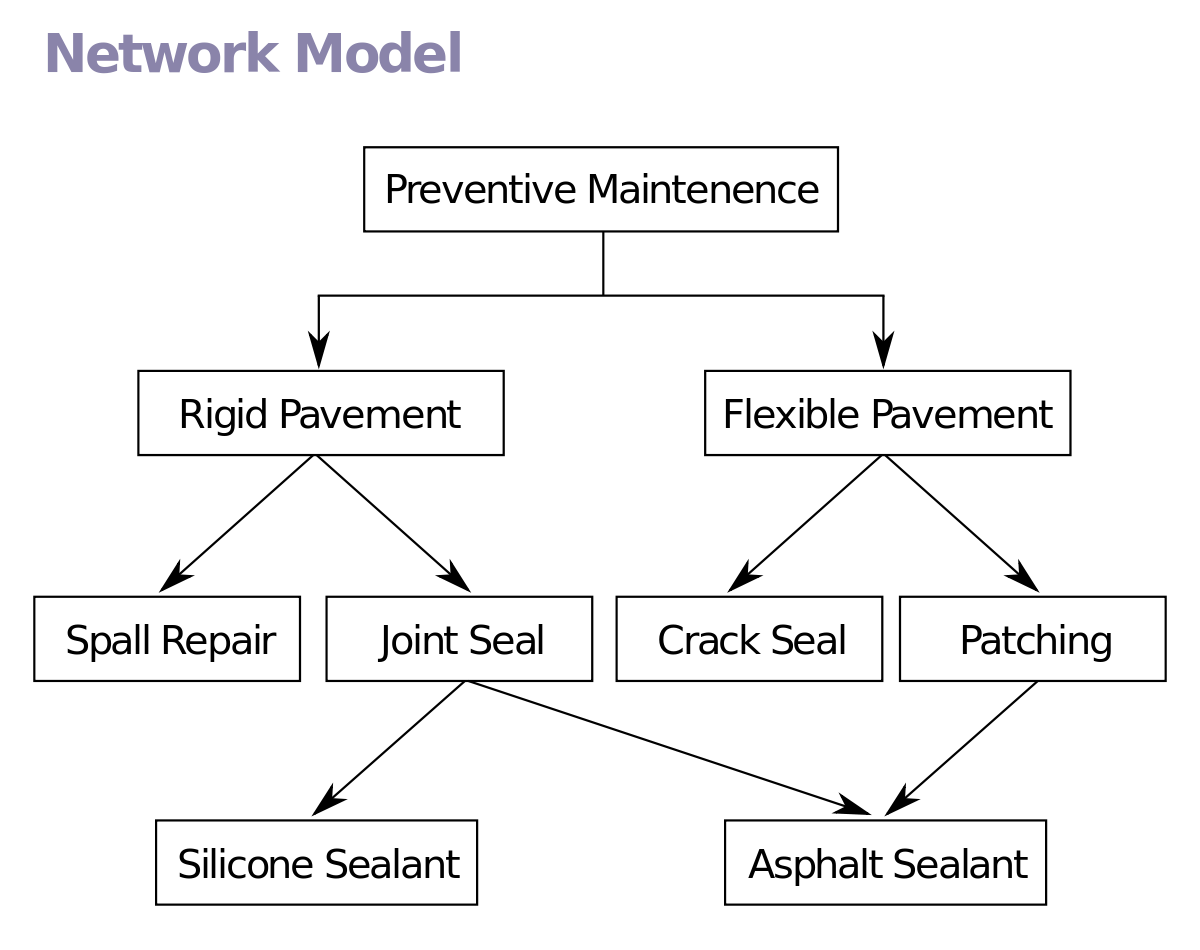 Network Model
Preventive Maintenence
Rigid Pavement
Flexible Pavement
Spall Repair
Joint Seal
Crack Seal
Patching
Silicone Sealant
Asphalt Sealant